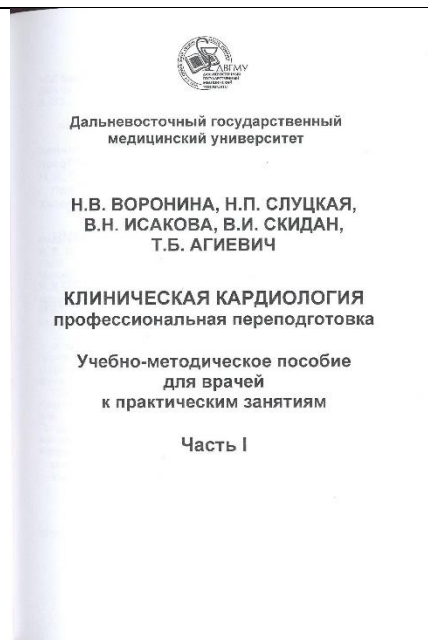 ДВГМУ
Дальневосточный государственный
медицинский университет
Н.В. ВОРОНИНА, Н.П. СЛУЦКАЯ,
В.Н. ИСАКОВА, В.И. СКИДАН,
Т.Б. АГИЕВИЧ
КЛИНИЧЕСКАЯ КАРДИОЛОГИЯ
профессиональная переподготовка
Учебно-методическое пособие
для врачей
к практическим занятиям
Часть I